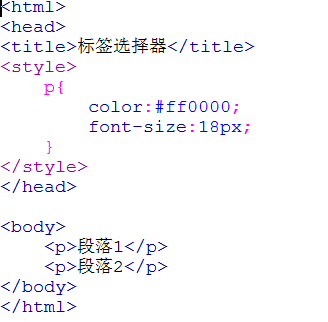 <html>
<head>
<title>标签选择器</title>
<style>
    p{
        color:#ff0000;
        font-size:18px;
    }
</style>
</head>

<body>
    <p>段落1</p>
    <p>段落2</p>
</body>
</html>